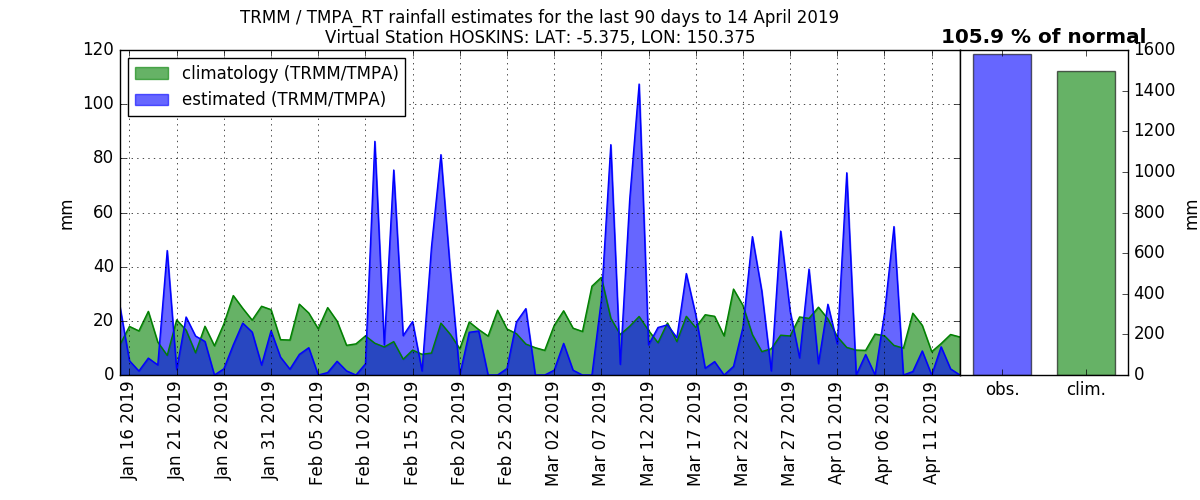 TRMM / TMPA_RT rainfall estimates for the last 90 days to 14 April 2019
Virtual Station HOSKINS: LAT: -5.375, LON: 150.375
105.9 % of normal
climatology (TRMM/TMPA)
estimated (TRMM/TMPA)
120
100
80
60
40
20
0
mm
Jan 16 2019
Jan 21 2019
Jan 26 2019
Jan 31 2019
Feb 05 2019
Feb 10 2019
Feb 15 2019
Feb 20 2019
Feb 25 2019
Mar 02 2019
Mar 07 2019
Mar 12 2019
Mar 17 2019
Mar 22 2019
Mar 27 2019
Apr 01 2019
Apr 06 2019
Apr 11 2019
obs.
clim.
1600
1400
1200
1000
800
600
400
200
0
mm